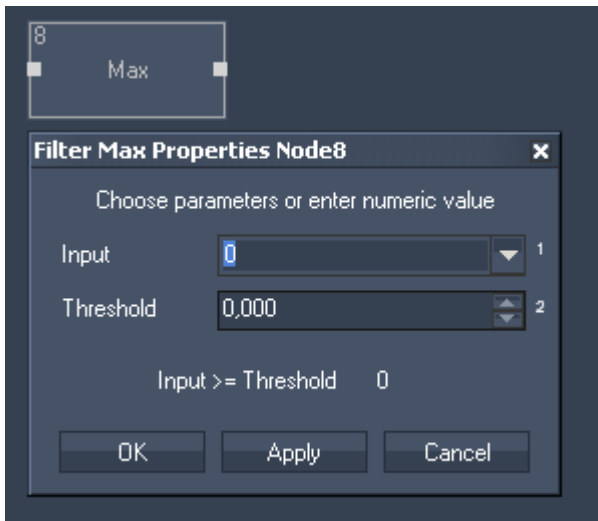 8
Max
Filter Max Properties Node8
Choose parameters or enter numeric value
Input 0 1
Threshold 0,000 2
Input >= Threshold 0
OK Apply Cancel